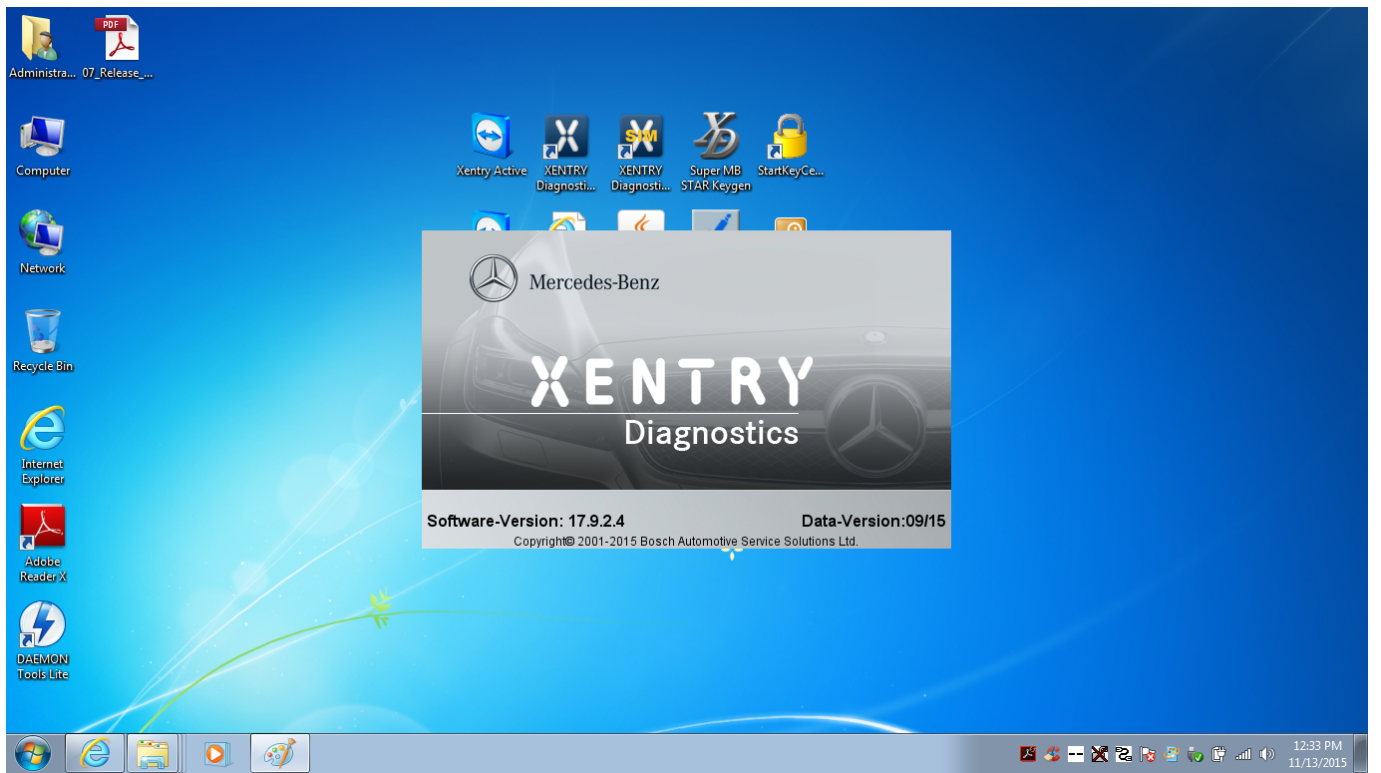 PDF
Administra...
07_Release_...
Computer
Network
Recycle Bin
Internet
Explorer
Adobe
Reader X
DAEMON
Tools Lite
Xentry Active
XENTRY
Diagnosti...
SIM
XENTRY
Diagnosti...
Super MB
STAR Keygen
StartKeyCe...
Mercedes-Benz
XENTRY
Diagnostics
Software-Version: 17.9.2.4
Data-Version:09/15
Copyright© 2001-2015 Bosch Automotive Service Solutions Ltd.
12:33 PM
11/13/2015